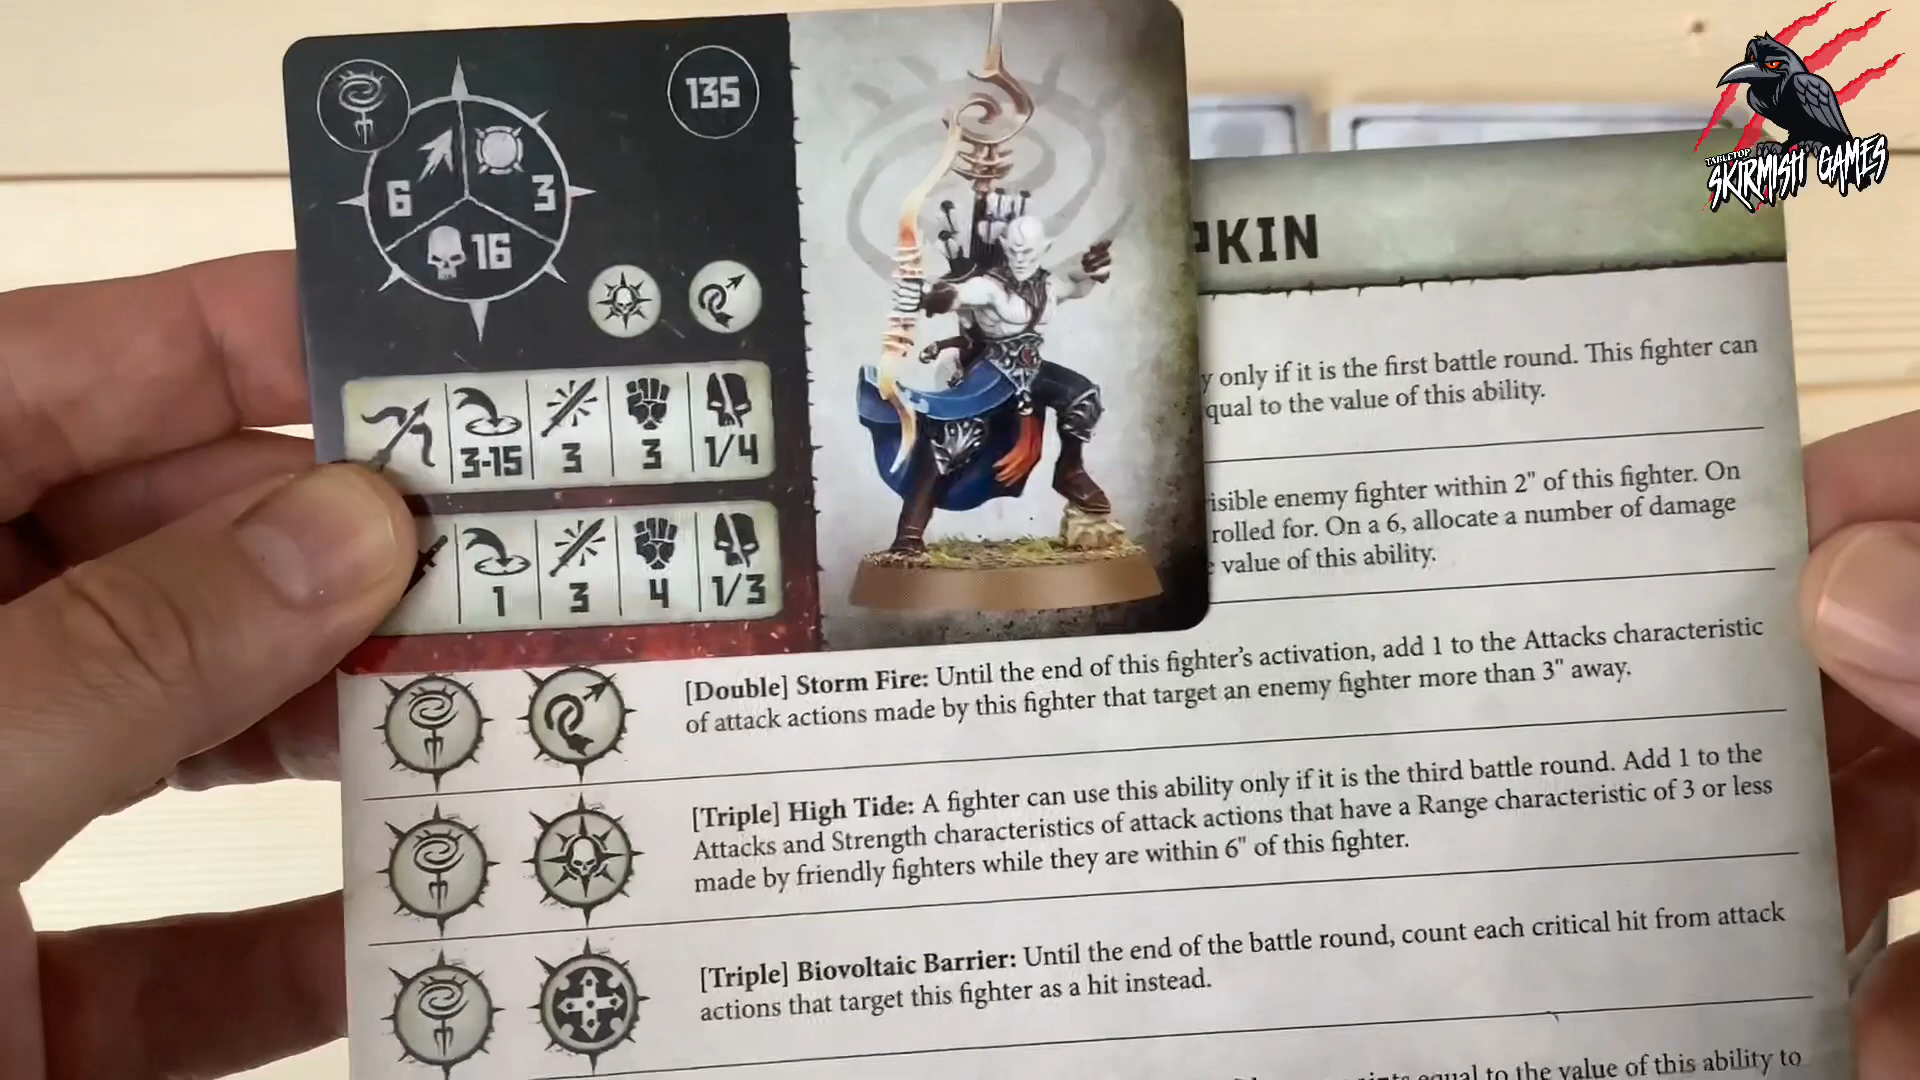 135
6
3
16
3-15 3 3 1/4
1 3 4 1/3
TABLETOP
SKIRMISH GAMES
KIN
y only if it is the first battle round. This fighter can
qual to the value of this ability.
isible enemy fighter within 2" of this fighter. On
rolled for. On a 6, allocate a number of damage
value of this ability.
[Double] Storm Fire: Until the end of this fighter's activation, add 1 to the Attacks characteristic
of attack actions made by this fighter that target an enemy fighter more than 3" away.
[Triple] High Tide: A fighter can use this ability only if it is the third battle round. Add 1 to the
Attacks and Strength characteristics of attack actions that have a Range characteristic of 3 or less
made by friendly fighters while they are within 6" of this fighter.
[Triple] Biovoltaic Barrier: Until the end of the battle round, count each critical hit from attack
actions that target this fighter as a hit instead.
equal to the value of this ability to